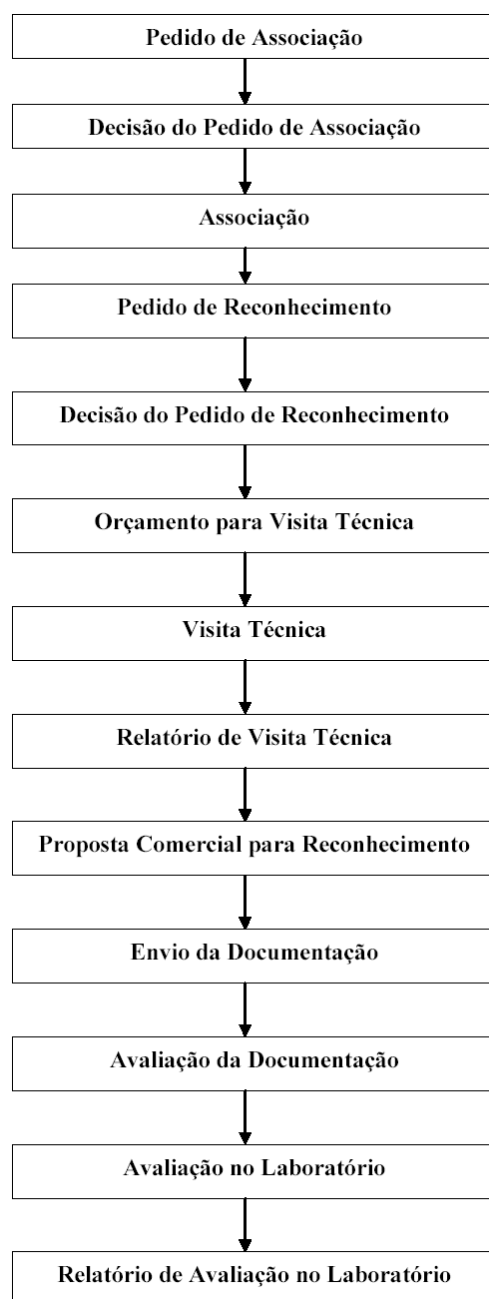 Pedido de Associação
Decisão do Pedido de Associação
Associação
Pedido de Reconhecimento
Decisão do Pedido de Reconhecimento
Orçamento para Visita Técnica
Visita Técnica
Relatório de Visita Técnica
Proposta Comercial para Reconhecimento
Envio da Documentação
Avaliação da Documentação
Avaliação no Laboratório
Relatório de Avaliação no Laboratório